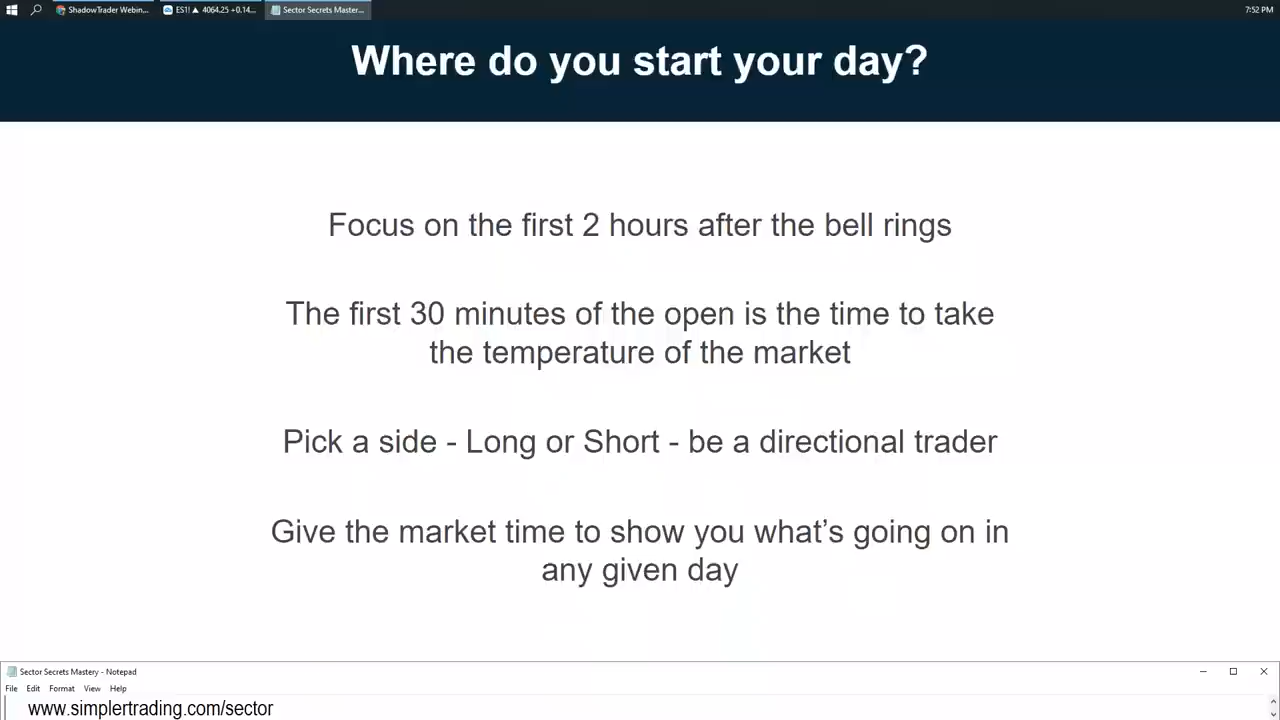 ShadowTrader Webin...
ES1! ▲ 4064.25 +0.14...
Sector Secrets Master...
7:52 PM
Where do you start your day?
Focus on the first 2 hours after the bell rings
The first 30 minutes of the open is the time to take
the temperature of the market
Pick a side - Long or Short - be a directional trader
Give the market time to show you what’s going on in
any given day
Sector Secrets Mastery - Notepad
File Edit Format View Help
www.simplertrading.com/sector